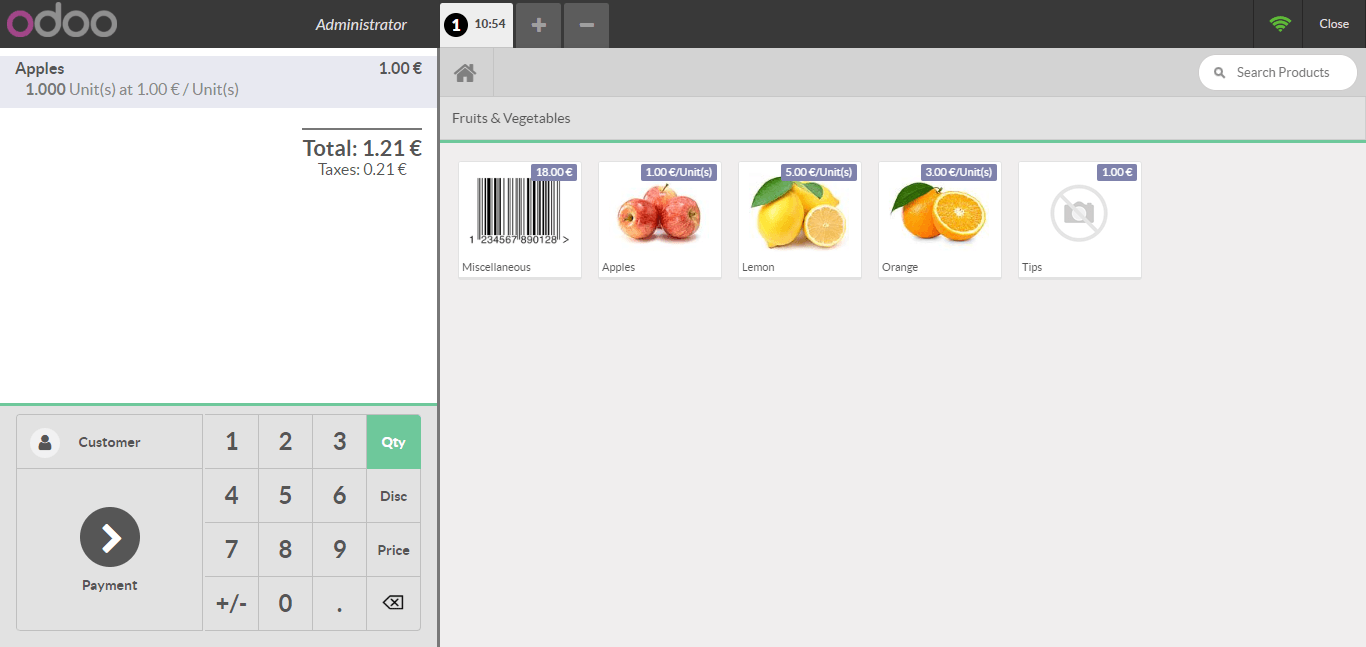 odoo
Administrator
1 10:54
Close
Apples 1.00 €
1.000 Unit(s) at 1.00 € / Unit(s)
Total: 1.21 €
Taxes: 0.21 €
Search Products
Fruits & Vegetables
18.00 €
1 234567 890128 >
Miscellaneous
1.00 €/Unit(s)
Apples
5.00 €/Unit(s)
Lemon
3.00 €/Unit(s)
Orange
1.00 €
Tips
Customer
Payment
1 2 3 Qty
4 5 6 Disc
7 8 9 Price
+/- 0 .